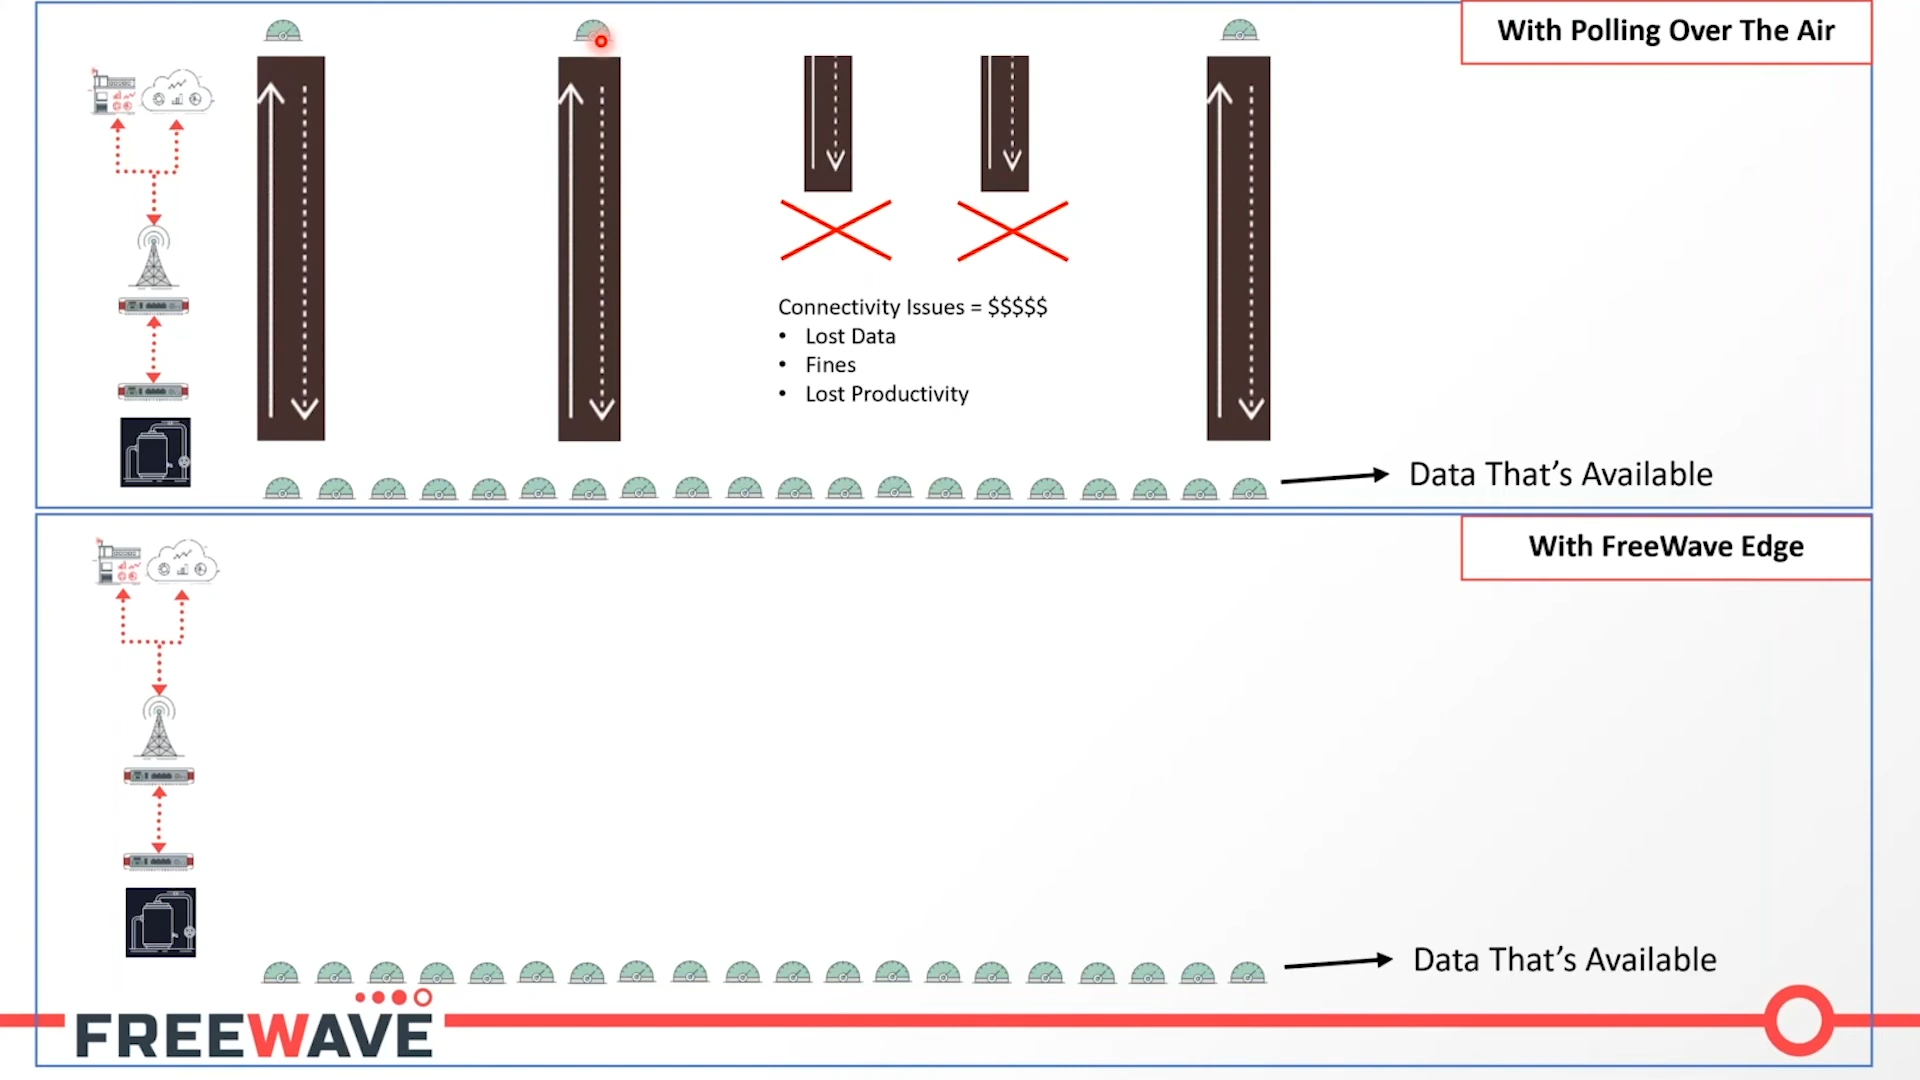 With Polling Over The Air
Connectivity Issues = $$$$$
• Lost Data
• Fines
• Lost Productivity
Data That’s Available
With FreeWave Edge
Data That’s Available
FREEWAVE